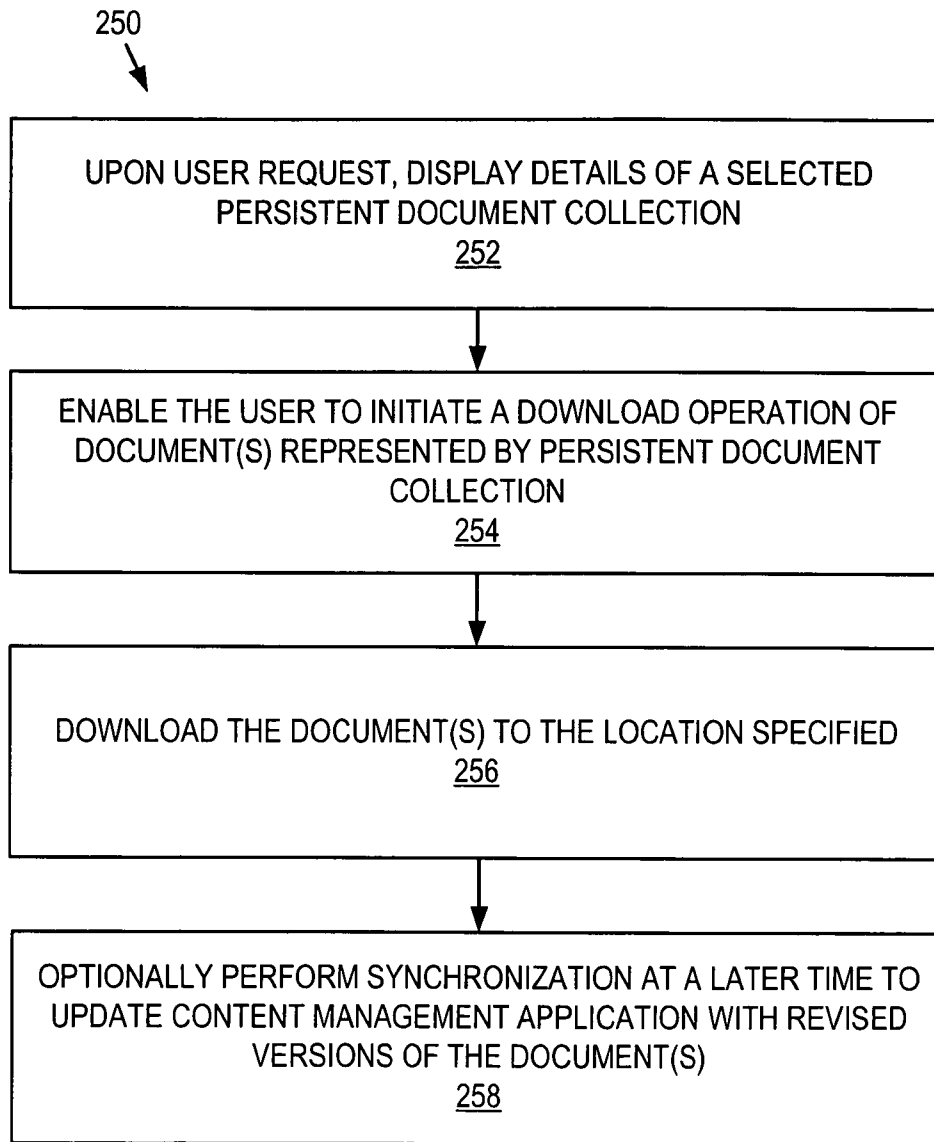 250
UPON USER REQUEST, DISPLAY DETAILS OF A SELECTED
PERSISTENT DOCUMENT COLLECTION
252
ENABLE THE USER TO INITIATE A DOWNLOAD OPERATION OF
DOCUMENT(S) REPRESENTED BY PERSISTENT DOCUMENT
COLLECTION
254
DOWNLOAD THE DOCUMENT(S) TO THE LOCATION SPECIFIED
256
OPTIONALLY PERFORM SYNCHRONIZATION AT A LATER TIME TO
UPDATE CONTENT MANAGEMENT APPLICATION WITH REVISED
VERSIONS OF THE DOCUMENT(S)
258